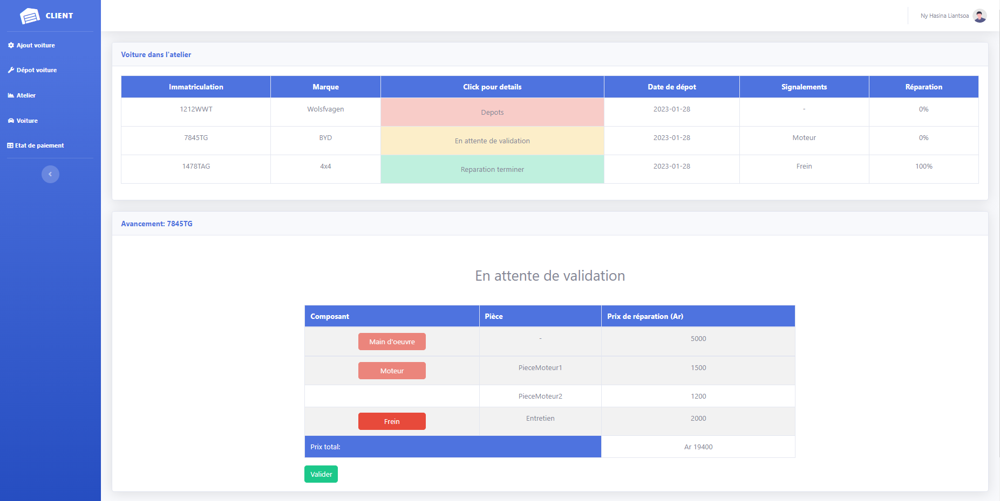 CLIENT
Ny Hasina Liantsoa
Ajout voiture
Dépot voiture
Atelier
Voiture
Etat de paiement
Voiture dans l'atelier
Immatriculation Marque Click pour details Date de dépot Signalements Réparation
1212WWT Wolsfvagen Depots 2023-01-28 - 0%
7845TG BYD En attente de validation 2023-01-28 Moteur 0%
1478TAG 4x4 Reparation terminer 2023-01-28 Frein 100%
Avancement: 7845TG
En attente de validation
Composant Pièce Prix de réparation (Ar)
Main d'oeuvre - 5000
Moteur PieceMoteur1 1500
PieceMoteur2 1200
Frein Entretien 2000
Prix total: Ar 19400
Valider